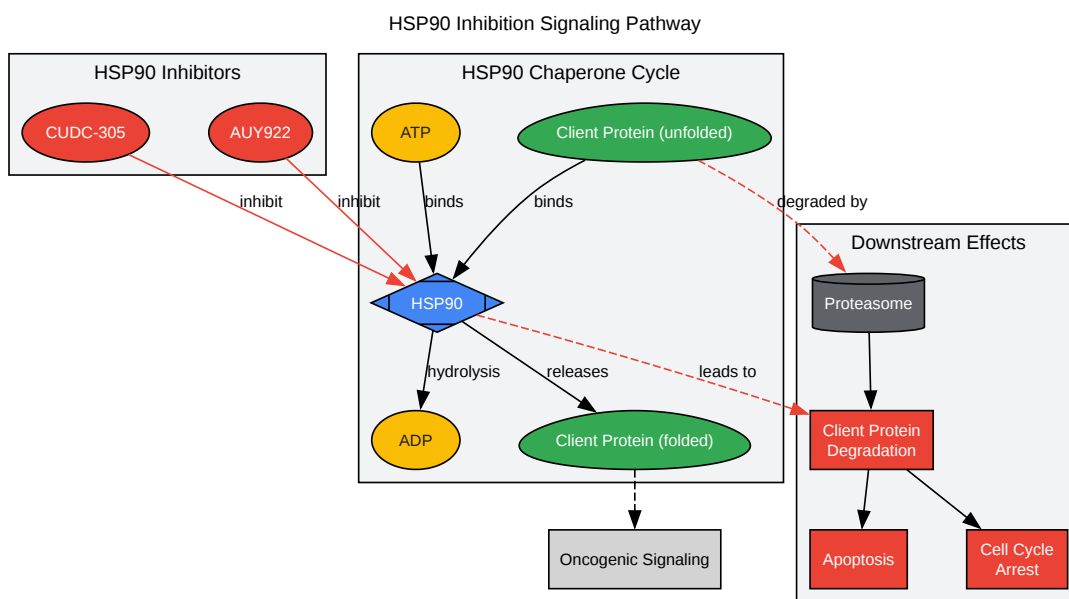 HSP90 Inhibition Signaling Pathway
HSP90 Inhibitors
HSP90 Chaperone Cycle
CUDC-305
AUY922
ATP
Client Protein (unfolded)
inhibit
inhibit
binds
binds
degraded by
Downstream Effects
HSP90
Proteasome
hydrolysis
releases
leads to
ADP
Client Protein (folded)
Client Protein
Degradation
Oncogenic Signaling
Apoptosis
Cell Cycle
Arrest